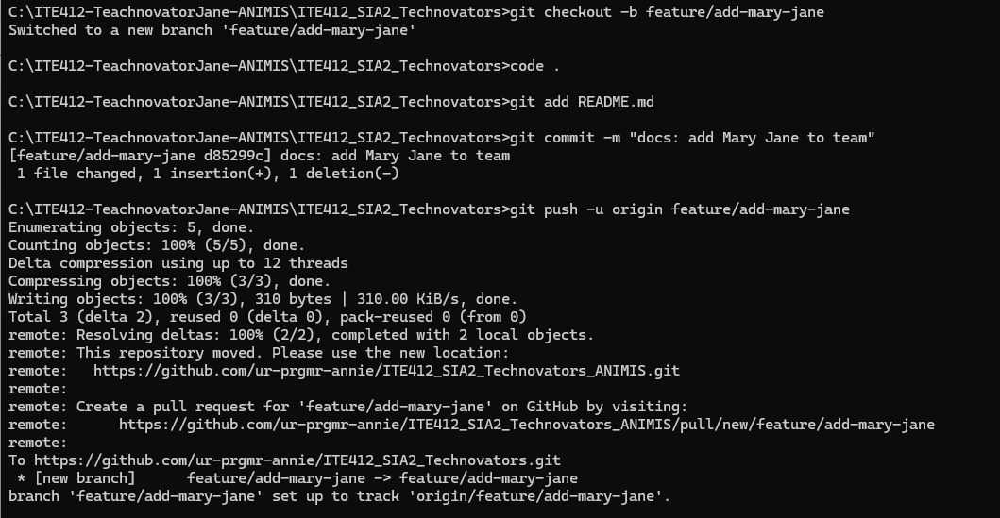 C:\ITE412-TeachnovatorJane-ANIMIS\ITE412_SIA2_Technovators>git checkout -b feature/add-mary-jane
Switched to a new branch 'feature/add-mary-jane'
C:\ITE412-TeachnovatorJane-ANIMIS\ITE412_SIA2_Technovators>code .
C:\ITE412-TeachnovatorJane-ANIMIS\ITE412_SIA2_Technovators>git add README.md
C:\ITE412-TeachnovatorJane-ANIMIS\ITE412_SIA2_Technovators>git commit -m "docs: add Mary Jane to team"
[feature/add-mary-jane d85299c] docs: add Mary Jane to team
 1 file changed, 1 insertion(+), 1 deletion(-)
C:\ITE412-TeachnovatorJane-ANIMIS\ITE412_SIA2_Technovators>git push -u origin feature/add-mary-jane
Enumerating objects: 5, done.
Counting objects: 100% (5/5), done.
Delta compression using up to 12 threads
Compressing objects: 100% (3/3), done.
Writing objects: 100% (3/3), 310 bytes | 310.00 KiB/s, done.
Total 3 (delta 2), reused 0 (delta 0), pack-reused 0 (from 0)
remote: Resolving deltas: 100% (2/2), completed with 2 local objects.
remote: This repository moved. Please use the new location:
remote:   https://github.com/ur-prgmr-annie/ITE412_SIA2_Technovators_ANIMIS.git
remote:
remote: Create a pull request for 'feature/add-mary-jane' on GitHub by visiting:
remote:      https://github.com/ur-prgmr-annie/ITE412_SIA2_Technovators_ANIMIS/pull/new/feature/add-mary-jane
remote:
To https://github.com/ur-prgmr-annie/ITE412_SIA2_Technovators.git
 * [new branch]      feature/add-mary-jane -> feature/add-mary-jane
branch 'feature/add-mary-jane' set up to track 'origin/feature/add-mary-jane'.